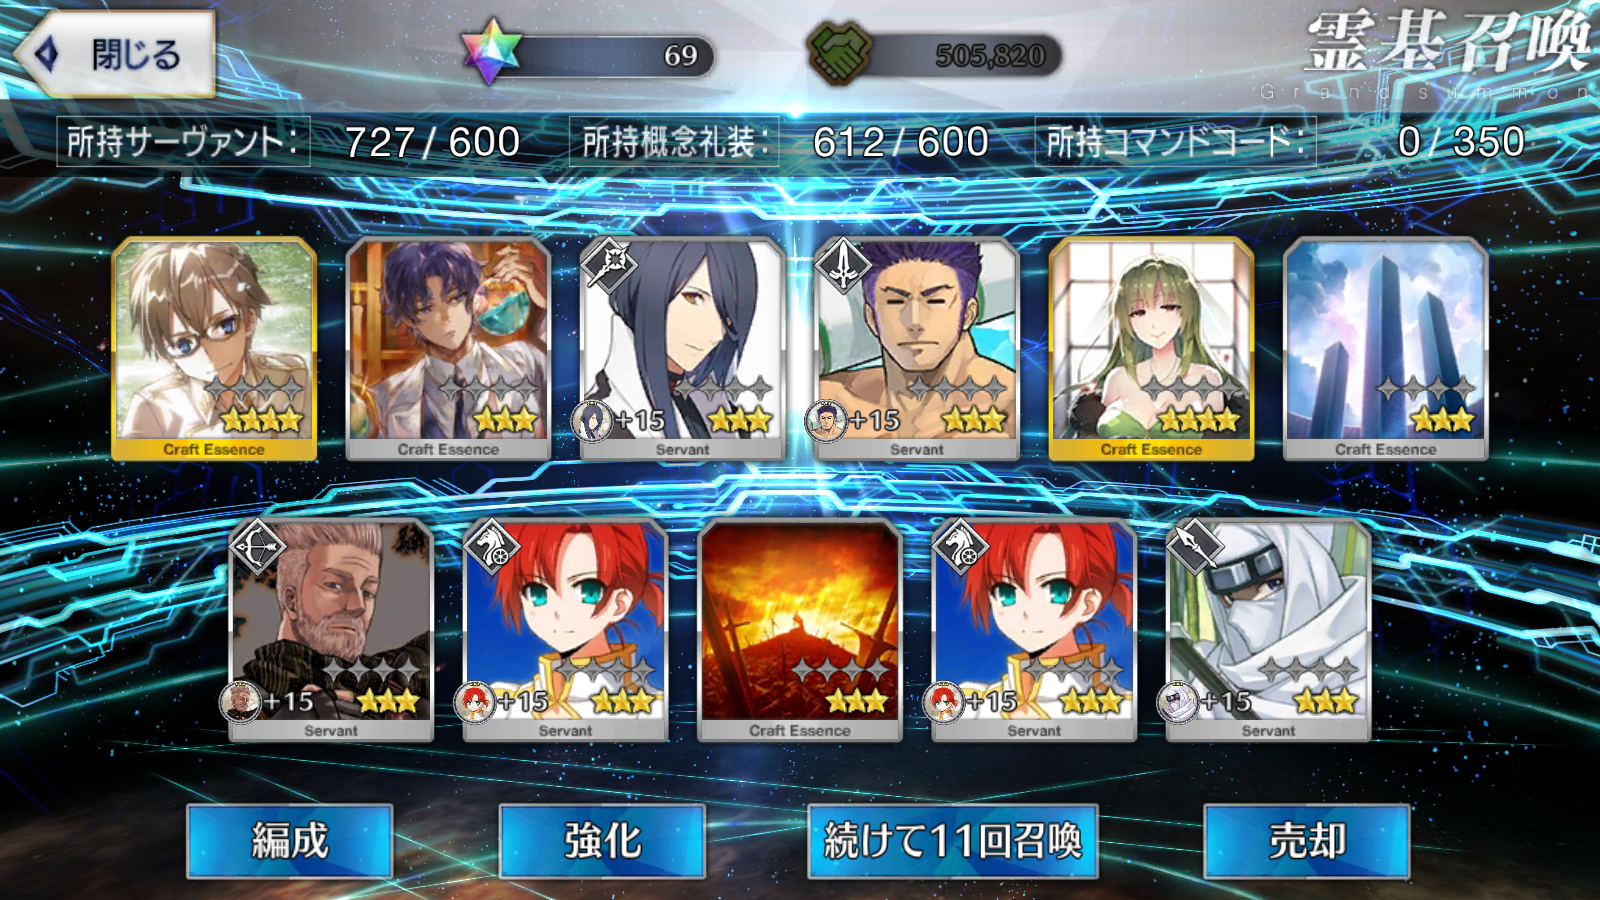 閉じる
69
505,820
霊基召喚
Grand summon
所持サーヴァント: 727 / 600
所持概念礼装: 612 / 600
所持コマンドコード: 0 / 350
Craft Essence
Craft Essence
+15
Servant
+15
Servant
Craft Essence
Craft Essence
+15
Servant
+15
Servant
Craft Essence
+15
Servant
+15
Servant
編成
強化
続けて11回召喚
売却